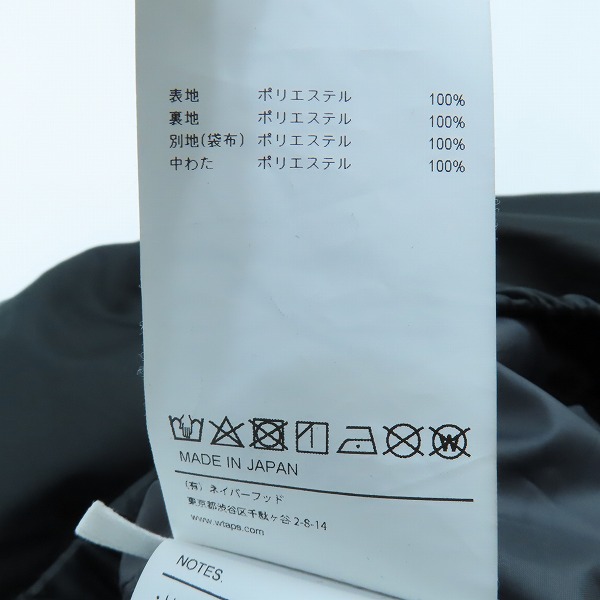 表地 ポリエステル 100%
裏地 ポリエステル 100%
別地(袋布) ポリエステル 100%
中わた ポリエステル 100%
MADE IN JAPAN
(有) ネイバーフッド
東京都渋谷区千駄ヶ谷 2-8-14
www.wtaps.com
NOTES.